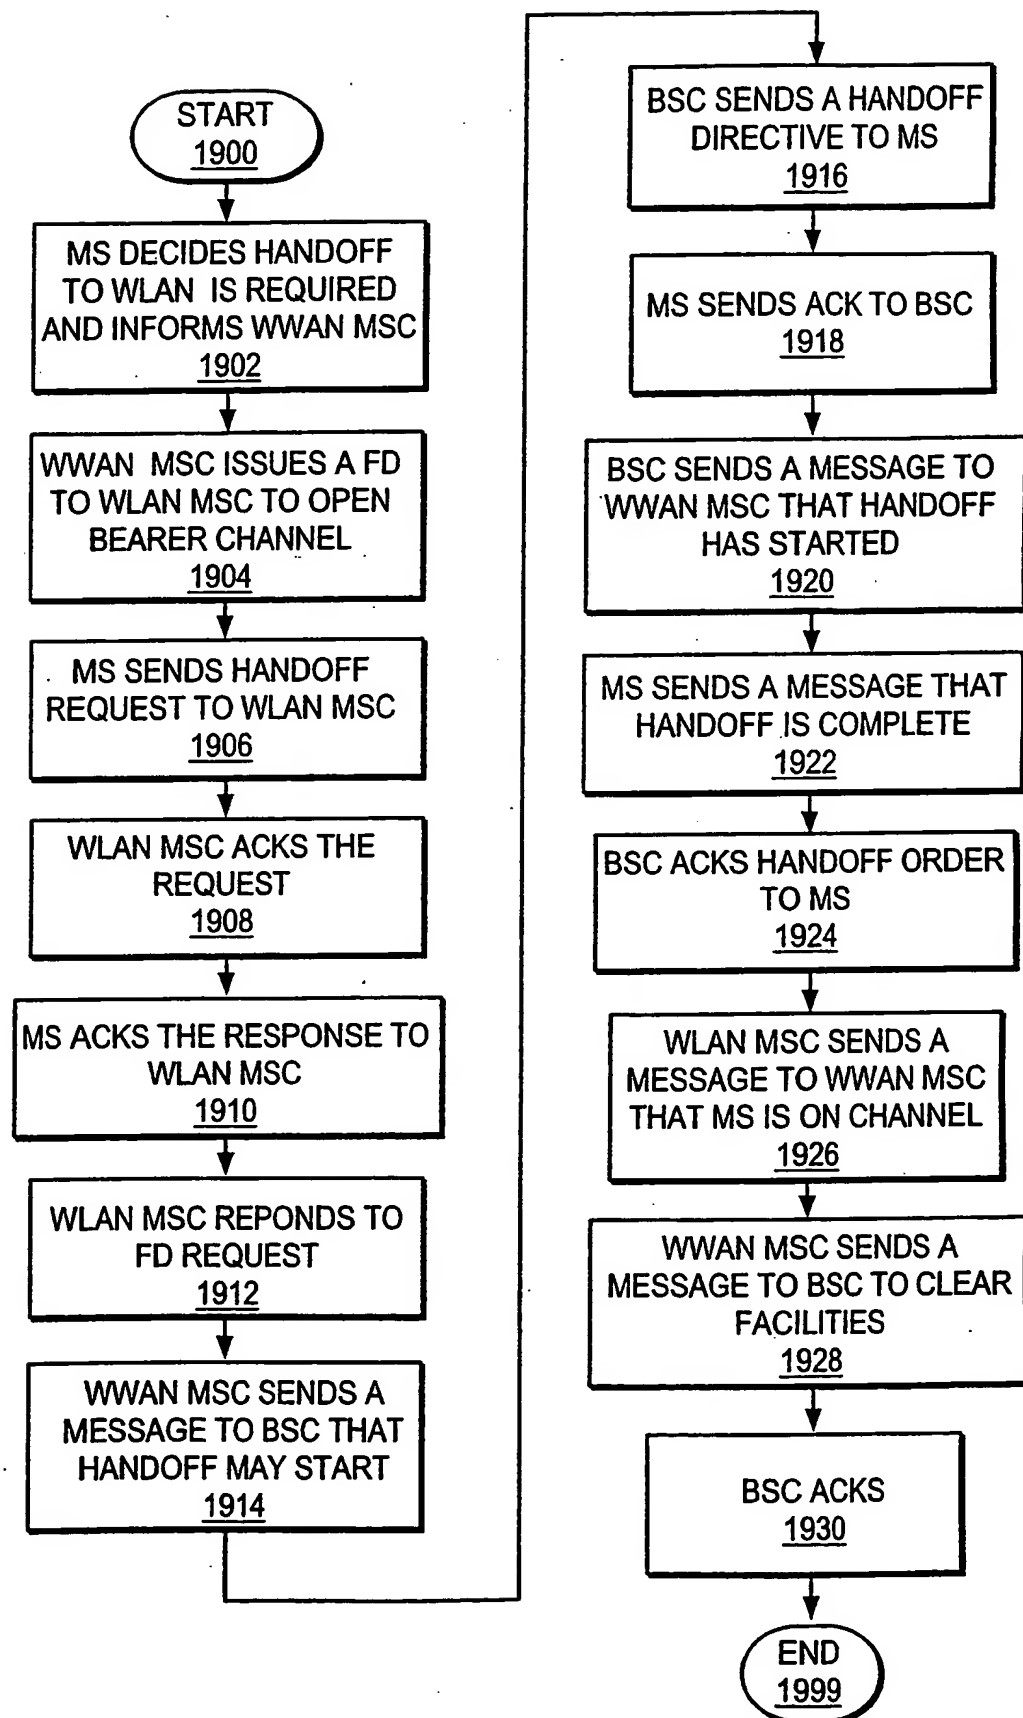 START
1900
MS DECIDES HANDOFF
TO WLAN IS REQUIRED
AND INFORMS WWAN MSC
1902
WWAN MSC ISSUES A FD
TO WLAN MSC TO OPEN
BEARER CHANNEL
1904
MS SENDS HANDOFF
REQUEST TO WLAN MSC
1906
WLAN MSC ACKS THE
REQUEST
1908
MS ACKS THE RESPONSE TO
WLAN MSC
1910
WLAN MSC REPONDS TO
FD REQUEST
1912
WWAN MSC SENDS A
MESSAGE TO BSC THAT
HANDOFF MAY START
1914
BSC SENDS A HANDOFF
DIRECTIVE TO MS
1916
MS SENDS ACK TO BSC
1918
BSC SENDS A MESSAGE TO
WWAN MSC THAT HANDOFF
HAS STARTED
1920
MS SENDS A MESSAGE THAT
HANDOFF IS COMPLETE
1922
BSC ACKS HANDOFF ORDER
TO MS
1924
WLAN MSC SENDS A
MESSAGE TO WWAN MSC
THAT MS IS ON CHANNEL
1926
WWAN MSC SENDS A
MESSAGE TO BSC TO CLEAR
FACILITIES
1928
BSC ACKS
1930
END
1999